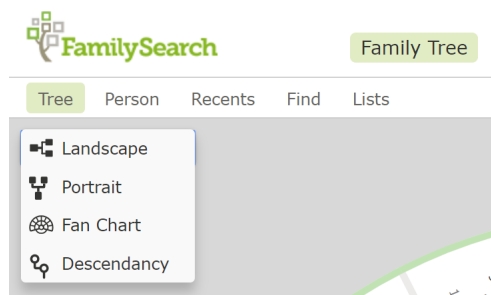 FamilySearch
Family Tree
Tree Person Recents Find Lists
Landscape
Portrait
Fan Chart
Descendancy